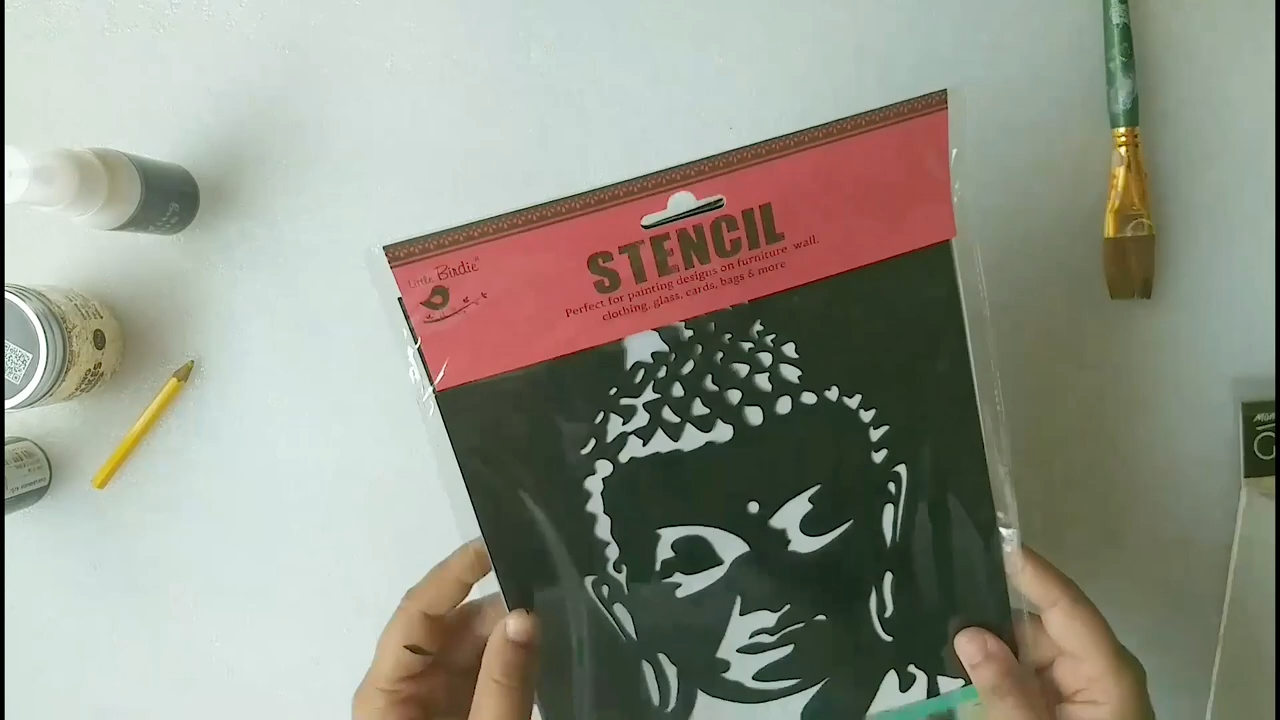 Little Birdie
STENCIL
Perfect for painting designs on furniture wall.
clothing, glass, cards, bags & more